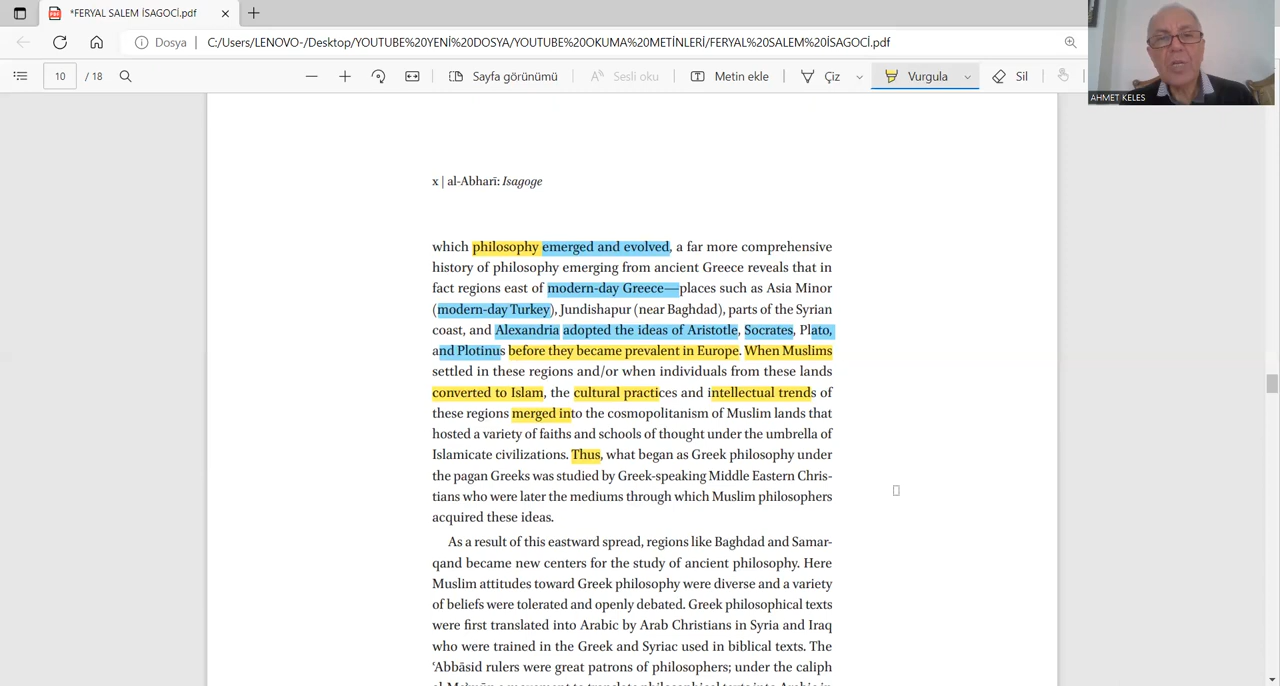 *FERYAL SALEM İSAGOCİ.pdf
Dosya C:/Users/LENOVO-/Desktop/YOUTUBE%20YENİ%20DOSYA/YOUTUBE%20OKUMA%20METİNLERİ/FERYAL%20SALEM%20İSAGOCİ.pdf
10 / 18 Sayfa görünümü Sesli oku Metin ekle Çiz Vurgula Sil
AHMET KELES
x | al-Abharī: Isagoge
which philosophy emerged and evolved, a far more comprehensive
history of philosophy emerging from ancient Greece reveals that in
fact regions east of modern-day Greece—places such as Asia Minor
(modern-day Turkey), Jundishapur (near Baghdad), parts of the Syrian
coast, and Alexandria adopted the ideas of Aristotle, Socrates, Plato,
and Plotinus before they became prevalent in Europe. When Muslims
settled in these regions and/or when individuals from these lands
converted to Islam, the cultural practices and intellectual trends of
these regions merged into the cosmopolitanism of Muslim lands that
hosted a variety of faiths and schools of thought under the umbrella of
Islamicate civilizations. Thus, what began as Greek philosophy under
the pagan Greeks was studied by Greek-speaking Middle Eastern Chris-
tians who were later the mediums through which Muslim philosophers
acquired these ideas.
As a result of this eastward spread, regions like Baghdad and Samar-
qand became new centers for the study of ancient philosophy. Here
Muslim attitudes toward Greek philosophy were diverse and a variety
of beliefs were tolerated and openly debated. Greek philosophical texts
were first translated into Arabic by Arab Christians in Syria and Iraq
who were trained in the Greek and Syriac used in biblical texts. The
ʿAbbāsid rulers were great patrons of philosophers; under the caliph